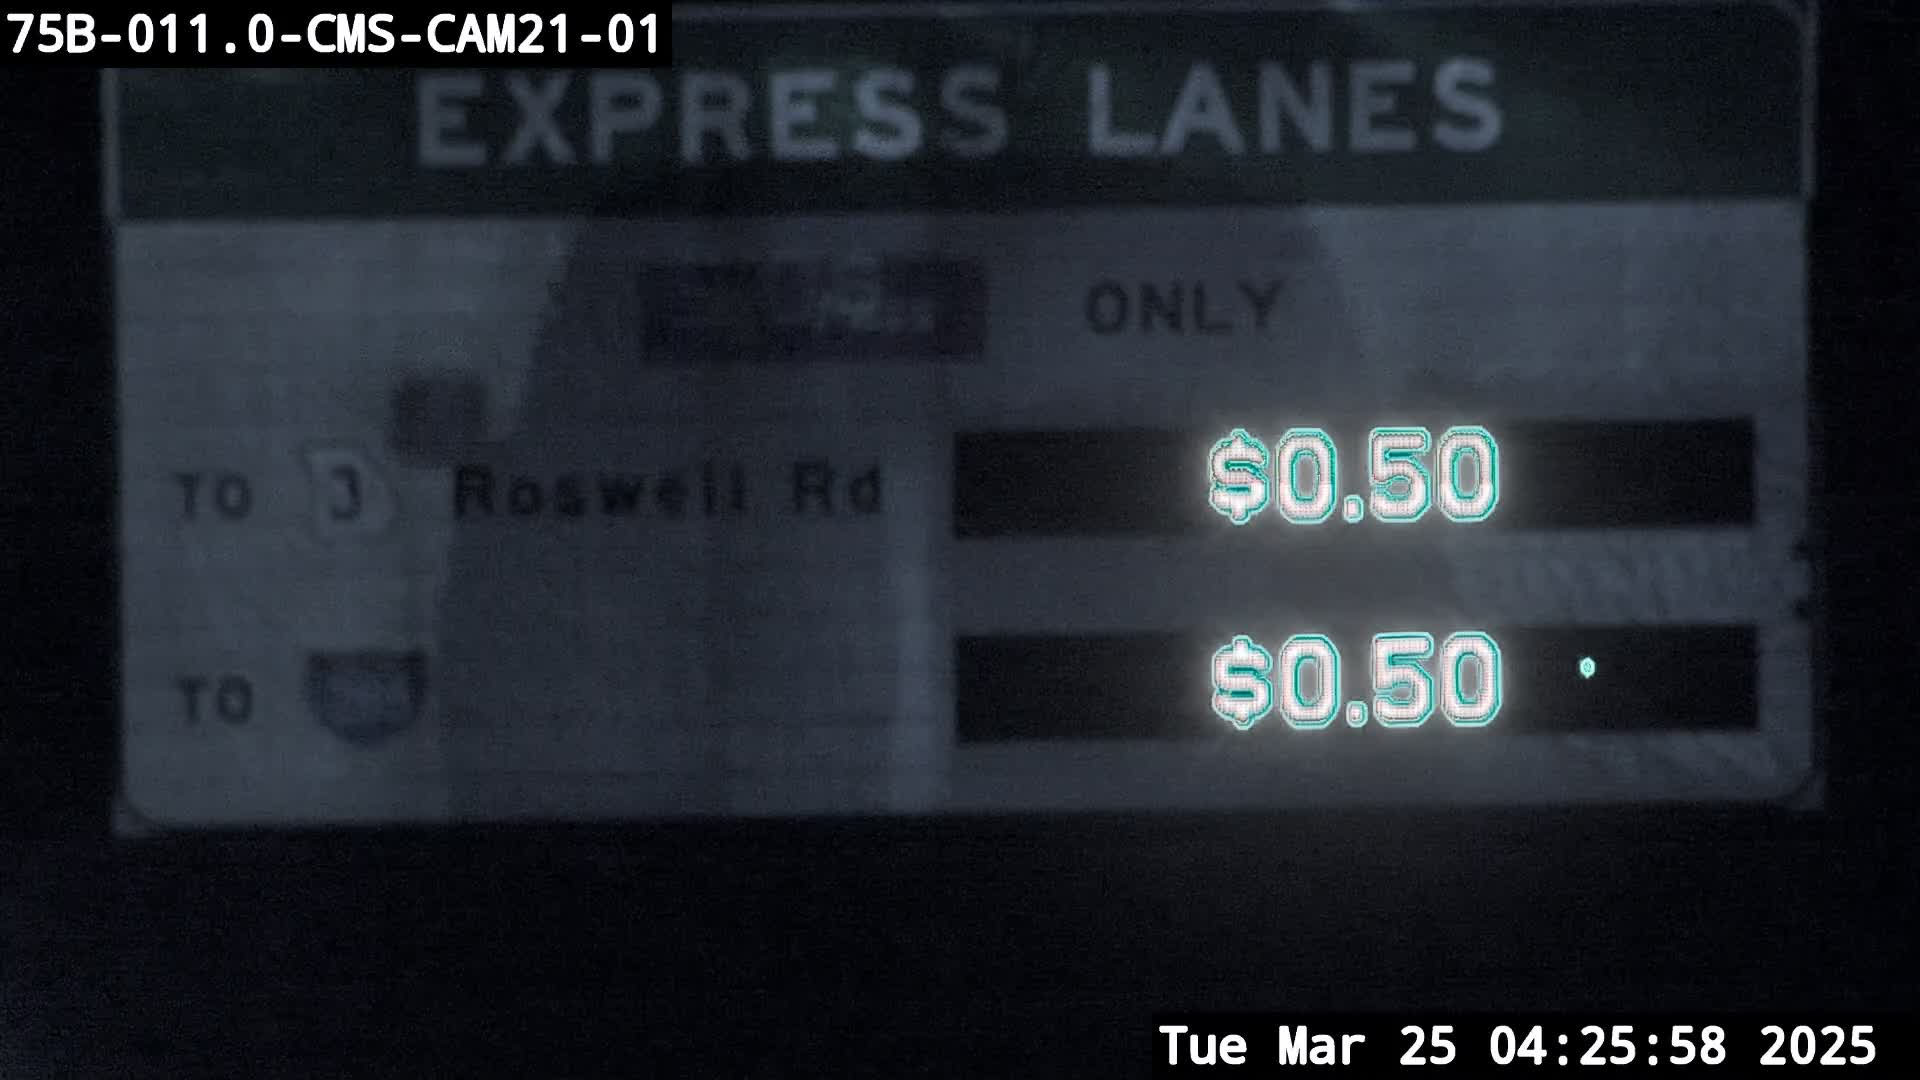 75B-011.0-CMS-CAM21-01
EXPRESS LANES
ONLY
TO 3 Roswell Rd $0.50
TO $0.50
Tue Mar 25 04:25:58 2025